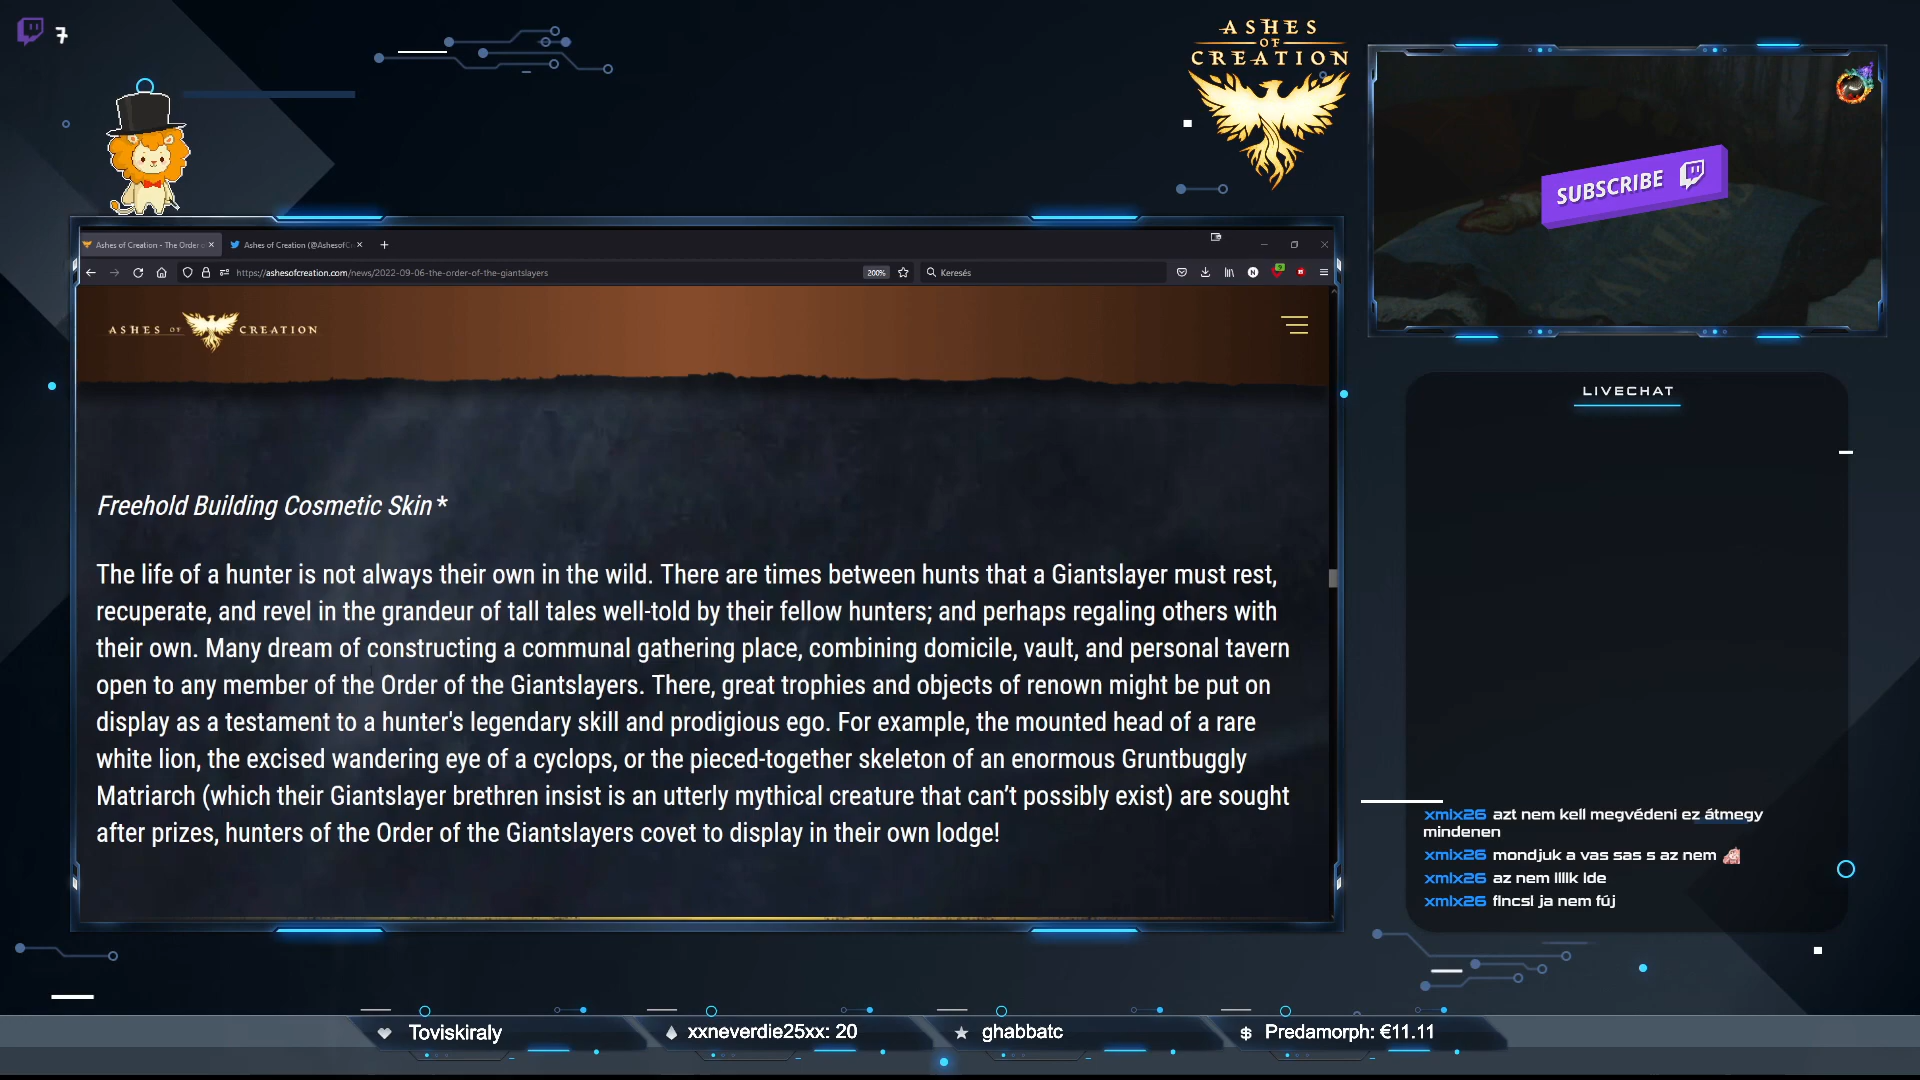 7
ASHES
OF
CREATION
SUBSCRIBE
Ashes of Creation - The Order o
Ashes of Creation (@AshesofC
https://ashesofcreation.com/news/2022-09-06-the-order-of-the-giantslayers
200%
Keresés
ASHES OF CREATION
Freehold Building Cosmetic Skin*
The life of a hunter is not always their own in the wild. There are times between hunts that a Giantslayer must rest,
recuperate, and revel in the grandeur of tall tales well-told by their fellow hunters; and perhaps regaling others with
their own. Many dream of constructing a communal gathering place, combining domicile, vault, and personal tavern
open to any member of the Order of the Giantslayers. There, great trophies and objects of renown might be put on
display as a testament to a hunter's legendary skill and prodigious ego. For example, the mounted head of a rare
white lion, the excised wandering eye of a cyclops, or the pieced-together skeleton of an enormous Gruntbuggly
Matriarch (which their Giantslayer brethren insist is an utterly mythical creature that can’t possibly exist) are sought
after prizes, hunters of the Order of the Giantslayers covet to display in their own lodge!
LIVECHAT
xmix26 azt nem kell megvédeni ez átmegy
mindenen
xmix26 mondjuk a vas sas s az nem
xmix26 az nem illik ide
xmix26 fincsi ja nem fúj
Toviskiraly
xxneverdie25xx: 20
ghabbatc
Predamorph: €11.11